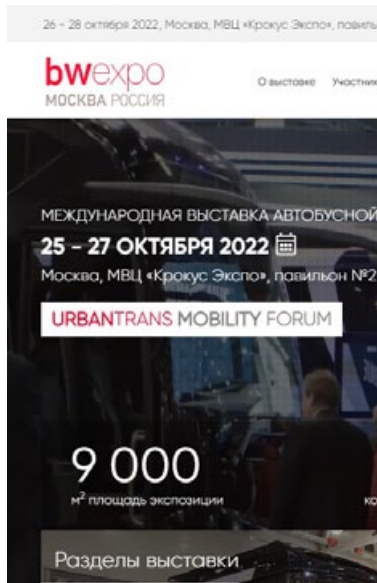 26 - 28 октября 2022, Москва, МВЦ «Крокус Экспо»,
bwexpo
МОСКВА РОССИЯ
О выставке
МЕЖДУНАРОДНАЯ ВЫСТАВКА АВТОБУСНОЙ
25 - 27 ОКТЯБРЯ 2022
Москва, МВЦ «Крокус Экспо», павильон №2
URBANTRANS MOBILITY FORUM
9 000
м² площадь экспозиции
Разделы выставки